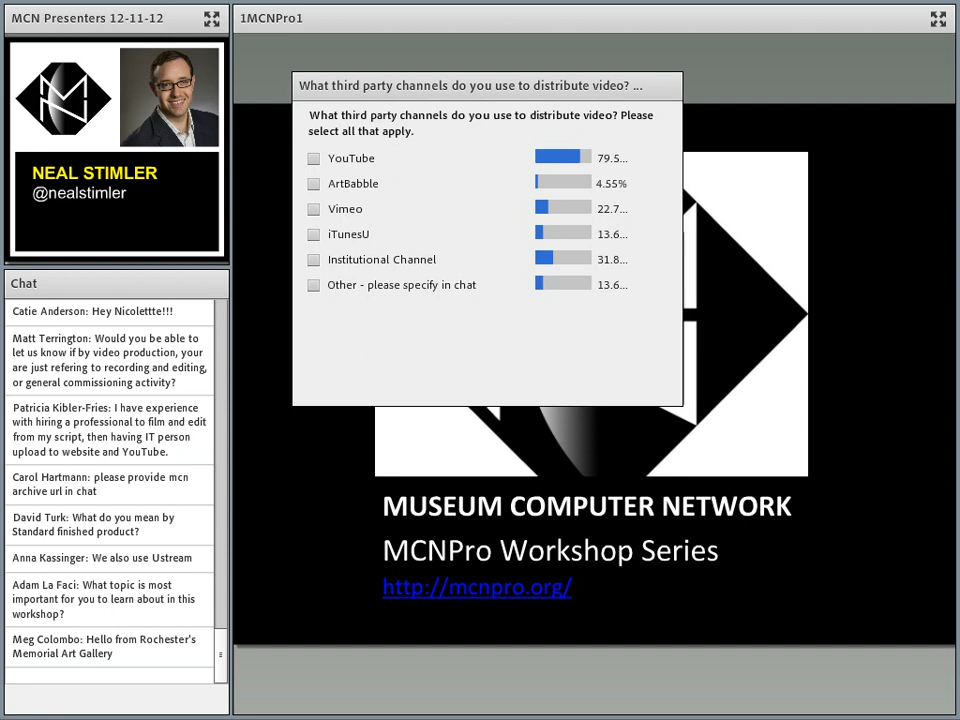 MCN Presenters 12-11-12
NEAL STIMLER
@nealstimler
Chat
Catie Anderson: Hey Nicolettte!!!
Matt Terrington: Would you be able to
let us know if by video production, your
are just refering to recording and editing,
or general commissioning activity?
Patricia Kibler-Fries: I have experience
with hiring a professional to film and edit
from my script, then having IT person
upload to website and YouTube.
Carol Hartmann: please provide mcn
archive url in chat
David Turk: What do you mean by
Standard finished product?
Anna Kassinger: We also use Ustream
Adam La Faci: What topic is most
important for you to learn about in this
workshop?
Meg Colombo: Hello from Rochester's
Memorial Art Gallery
1MCNPro1
What third party channels do you use to distribute video? ...
What third party channels do you use to distribute video? Please
select all that apply.
YouTube 79.5...
ArtBabble 4.55%
Vimeo 22.7...
iTunesU 13.6...
Institutional Channel 31.8...
Other - please specify in chat 13.6...
MUSEUM COMPUTER NETWORK
MCNPro Workshop Series
http://mcnpro.org/